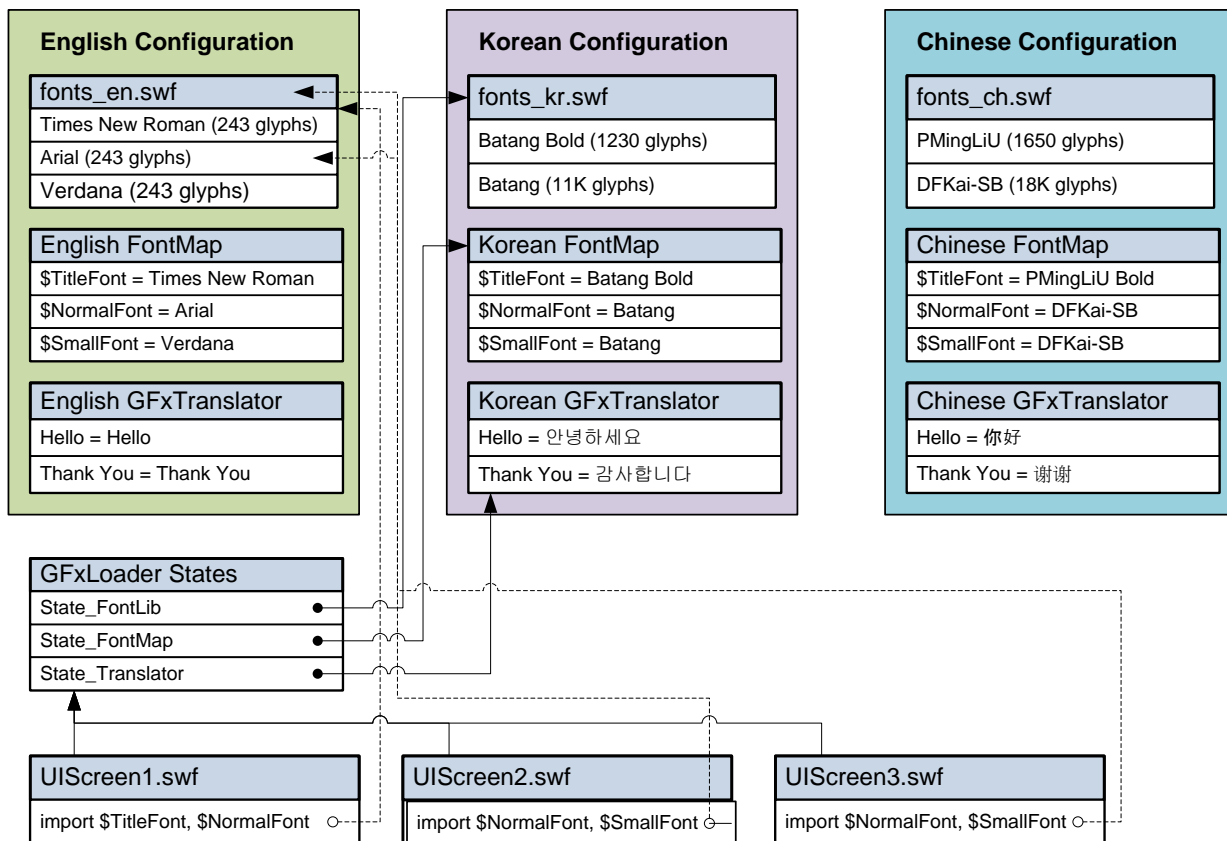 English Configuration
fonts_en.swf
Times New Roman (243 glyphs)
Arial (243 glyphs)
Verdana (243 glyphs)
English FontMap
$TitleFont = Times New Roman
$NormalFont = Arial
$SmallFont = Verdana
English GFxTranslator
Hello = Hello
Thank You = Thank You
Korean Configuration
fonts_kr.swf
Batang Bold (1230 glyphs)
Batang (11K glyphs)
Korean FontMap
$TitleFont = Batang Bold
$NormalFont = Batang
$SmallFont = Batang
Korean GFxTranslator
Hello = 안녕하세요
Thank You = 감사합니다
Chinese Configuration
fonts_ch.swf
PMingLiU (1650 glyphs)
DFKai-SB (18K glyphs)
Chinese FontMap
$TitleFont = PMingLiU Bold
$NormalFont = DFKai-SB
$SmallFont = DFKai-SB
Chinese GFxTranslator
Hello = 你好
Thank You = 谢谢
GFxLoader States
State_FontLib
State_FontMap
State_Translator
UIScreen1.swf
import $TitleFont, $NormalFont
UIScreen2.swf
import $NormalFont, $SmallFont
UIScreen3.swf
import $NormalFont, $SmallFont